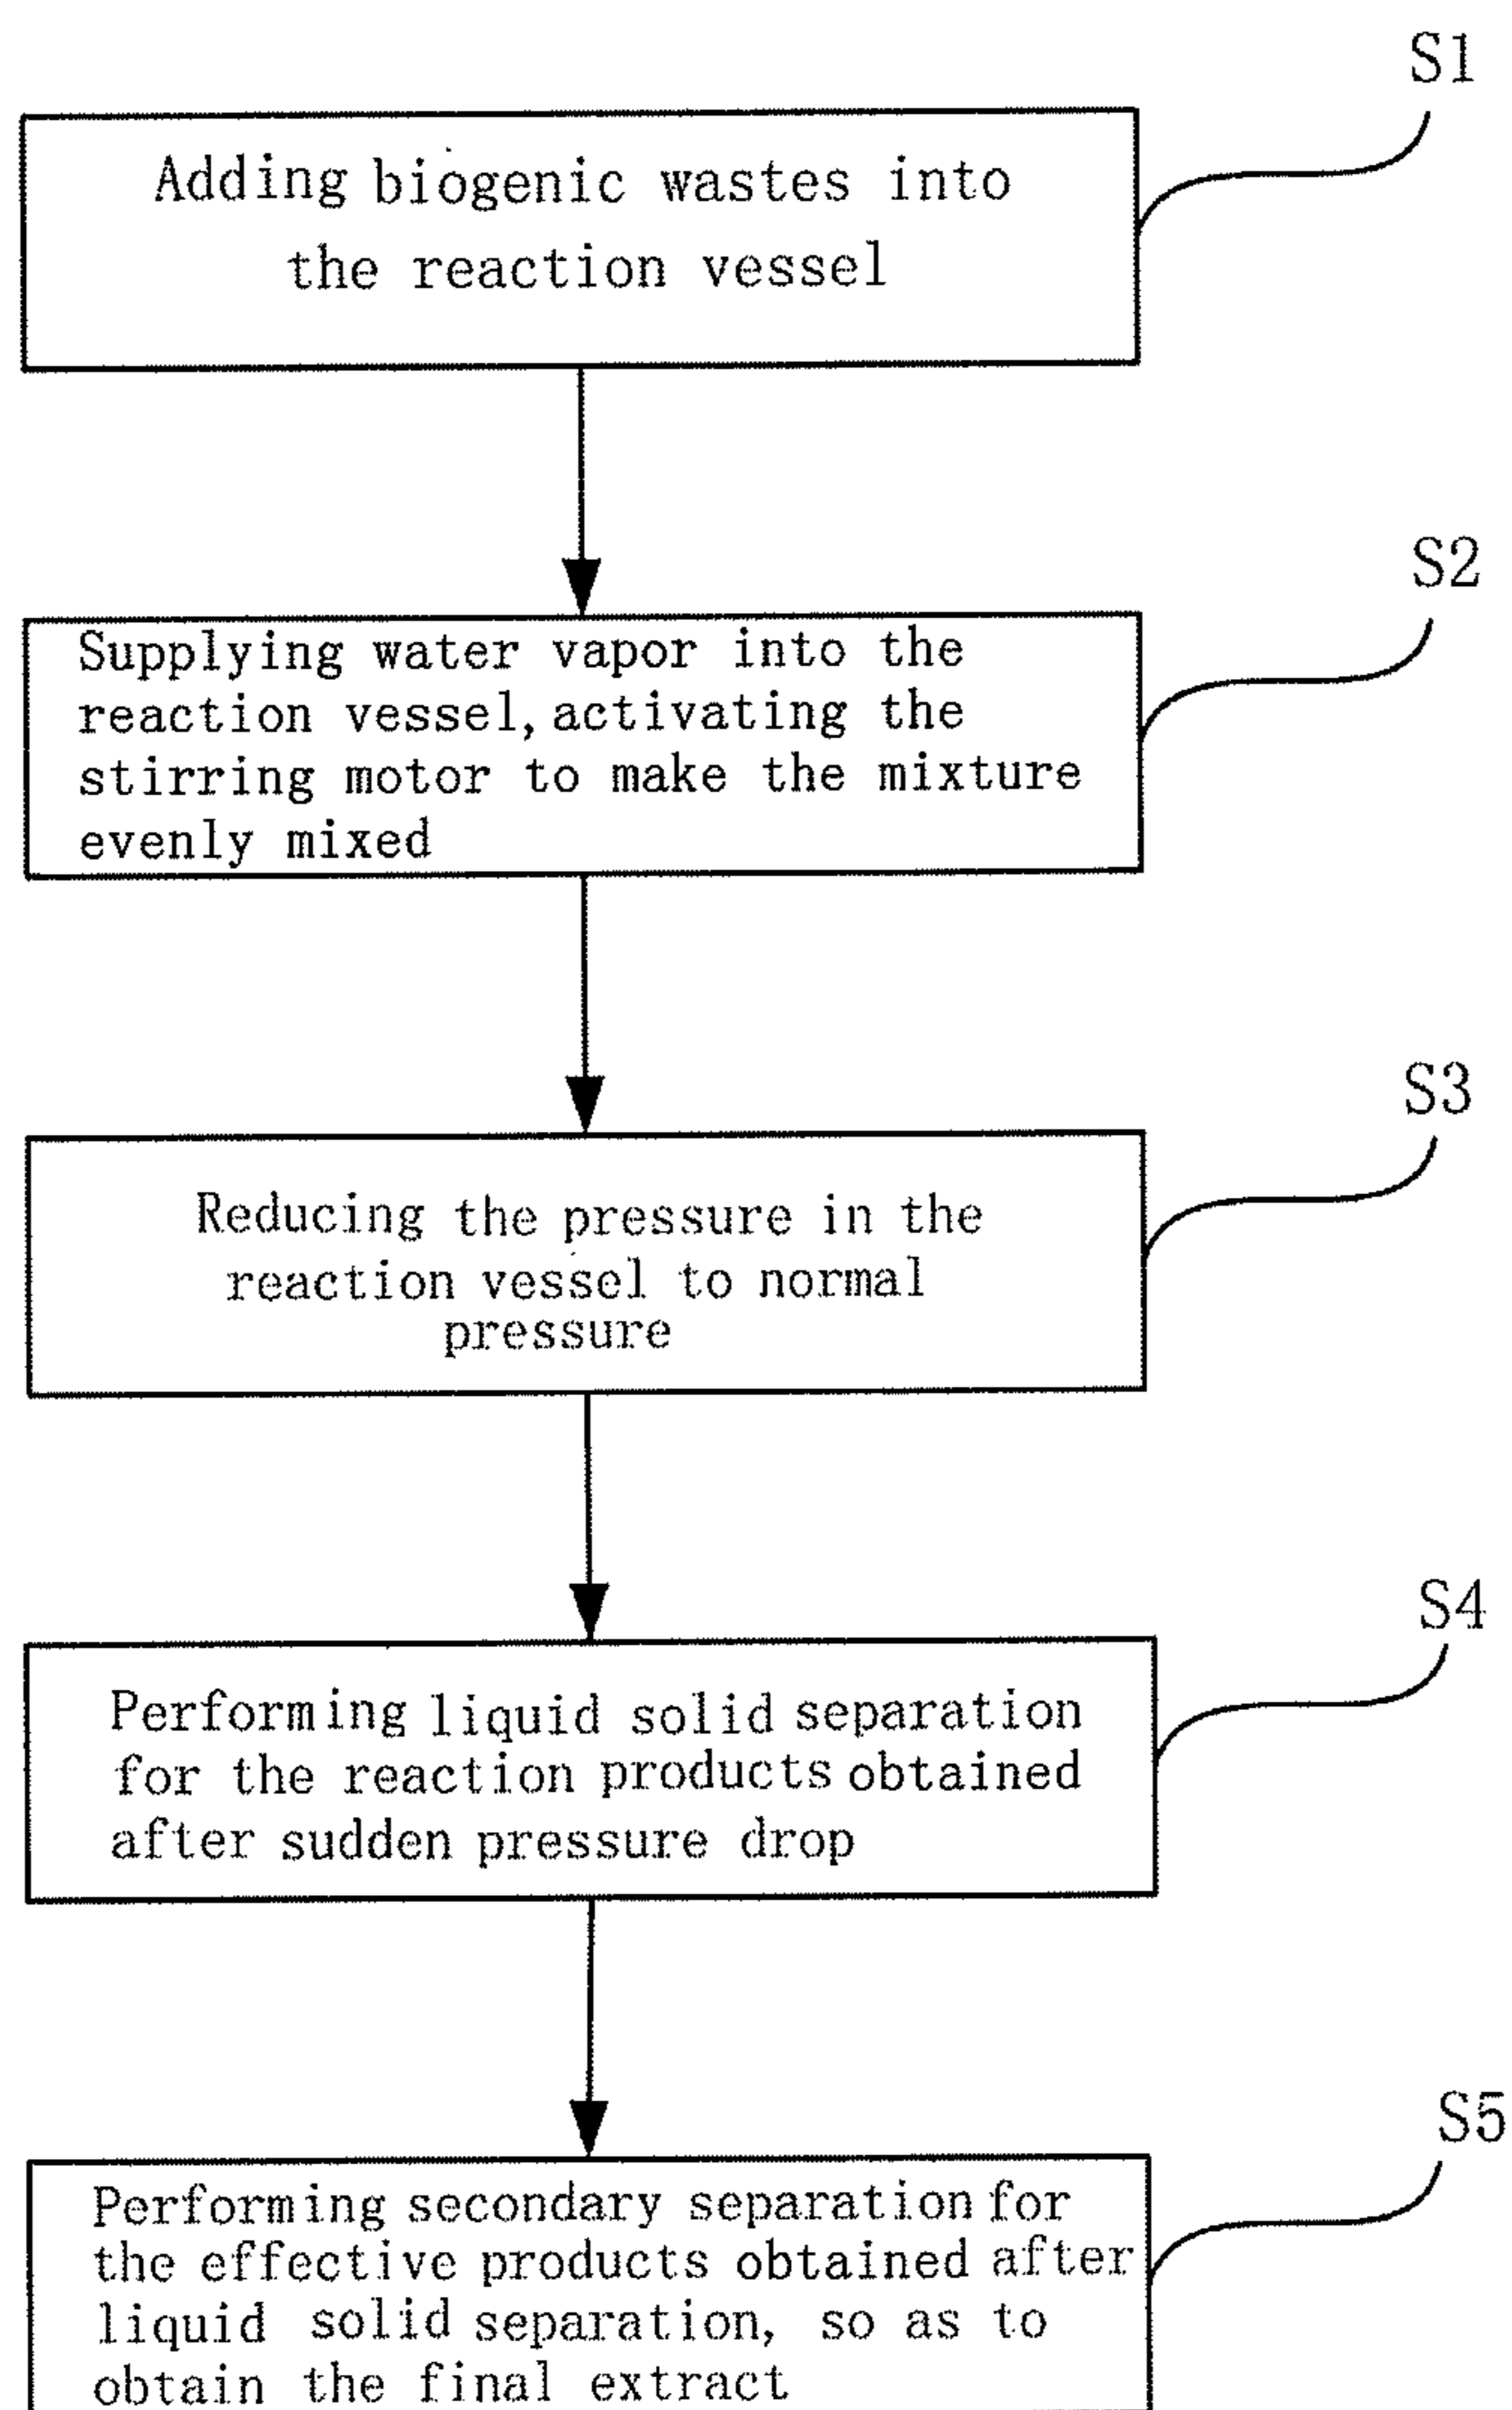 S1
Adding biogenic wastes into
the reaction vessel
S2
Supplying water vapor into the
reaction vessel, activating the
stirring motor to make the mixture
evenly mixed
S3
Reducing the pressure in the
reaction vessel to normal
pressure
S4
Performing liquid solid separation
for the reaction products obtained
after sudden pressure drop
S5
Performing secondary separation for
the effective products obtained after
liquid solid separation, so as to
obtain the final extract